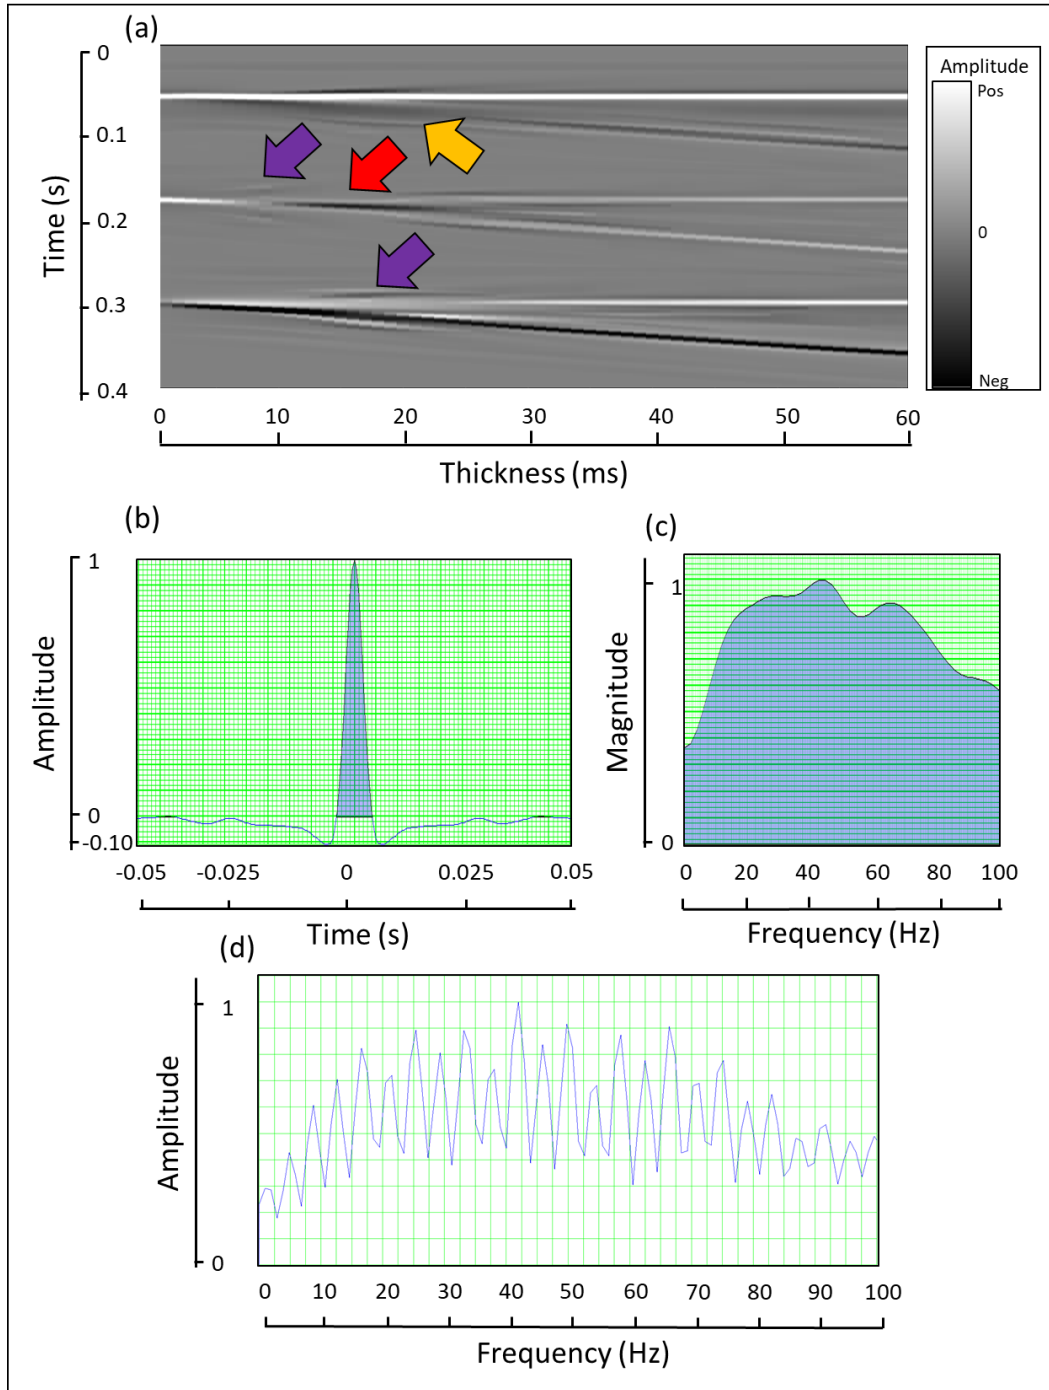 (a)
Time (s)
0
0.1
0.2
0.3
0.4
Amplitude
Pos
0
Neg
0 10 20 30 40 50 60
Thickness (ms)
(b)
Amplitude
1
0
-0.10
-0.05 -0.025 0 0.025 0.05
Time (s)
(c)
Magnitude
1
0
0 20 40 60 80 100
Frequency (Hz)
(d)
Amplitude
1
0
0 10 20 30 40 50 60 70 80 90 100
Frequency (Hz)